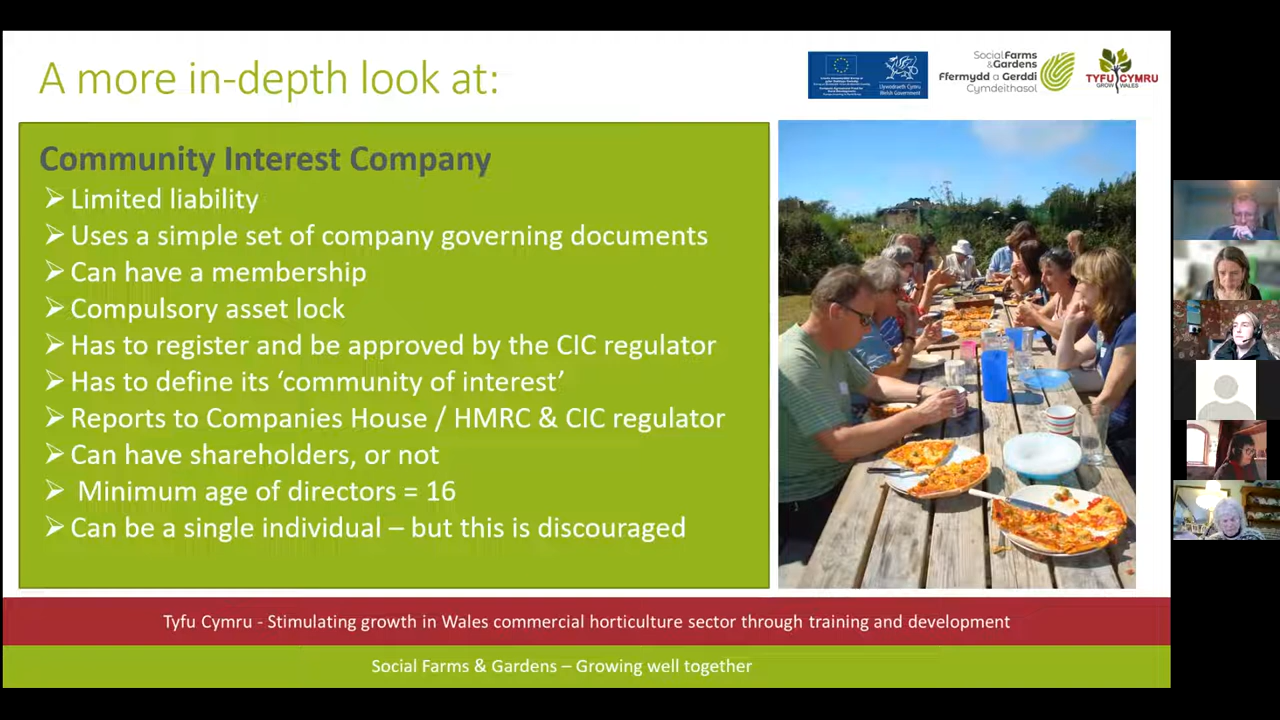 A more in-depth look at:
Llywodraeth Cymru
Welsh Government
Social Farms
& Gardens
Ffermydd a Gerddi
Cymdeithasol
TYFU CYMRU
GROW WALES
Community Interest Company
➢ Limited liability
➢ Uses a simple set of company governing documents
➢ Can have a membership
➢ Compulsory asset lock
➢ Has to register and be approved by the CIC regulator
➢ Has to define its ‘community of interest’
➢ Reports to Companies House / HMRC & CIC regulator
➢ Can have shareholders, or not
➢ Minimum age of directors = 16
➢ Can be a single individual – but this is discouraged
Tyfu Cymru - Stimulating growth in Wales commercial horticulture sector through training and development
Social Farms & Gardens – Growing well together